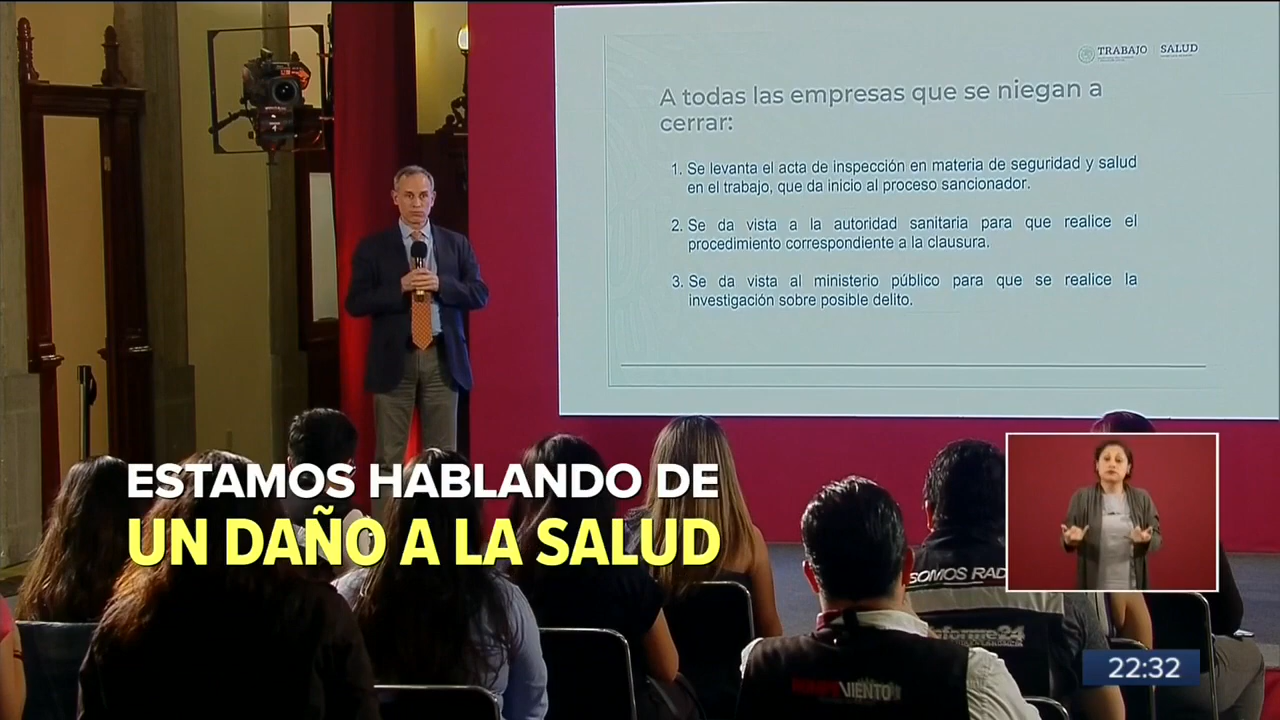 TRABAJO
SALUD
A todas las empresas que se niegan a
cerrar:
1. Se levanta el acta de inspección en materia de seguridad y salud
en el trabajo, que da inicio al proceso sancionador.
2. Se da vista a la autoridad sanitaria para que realice el
procedimiento correspondiente a la clausura.
3. Se da vista al ministerio público para que se realice la
investigación sobre posible delito.
ESTAMOS HABLANDO DE
UN DAÑO A LA SALUD
SOMOS RAD
VIENTO
22:32